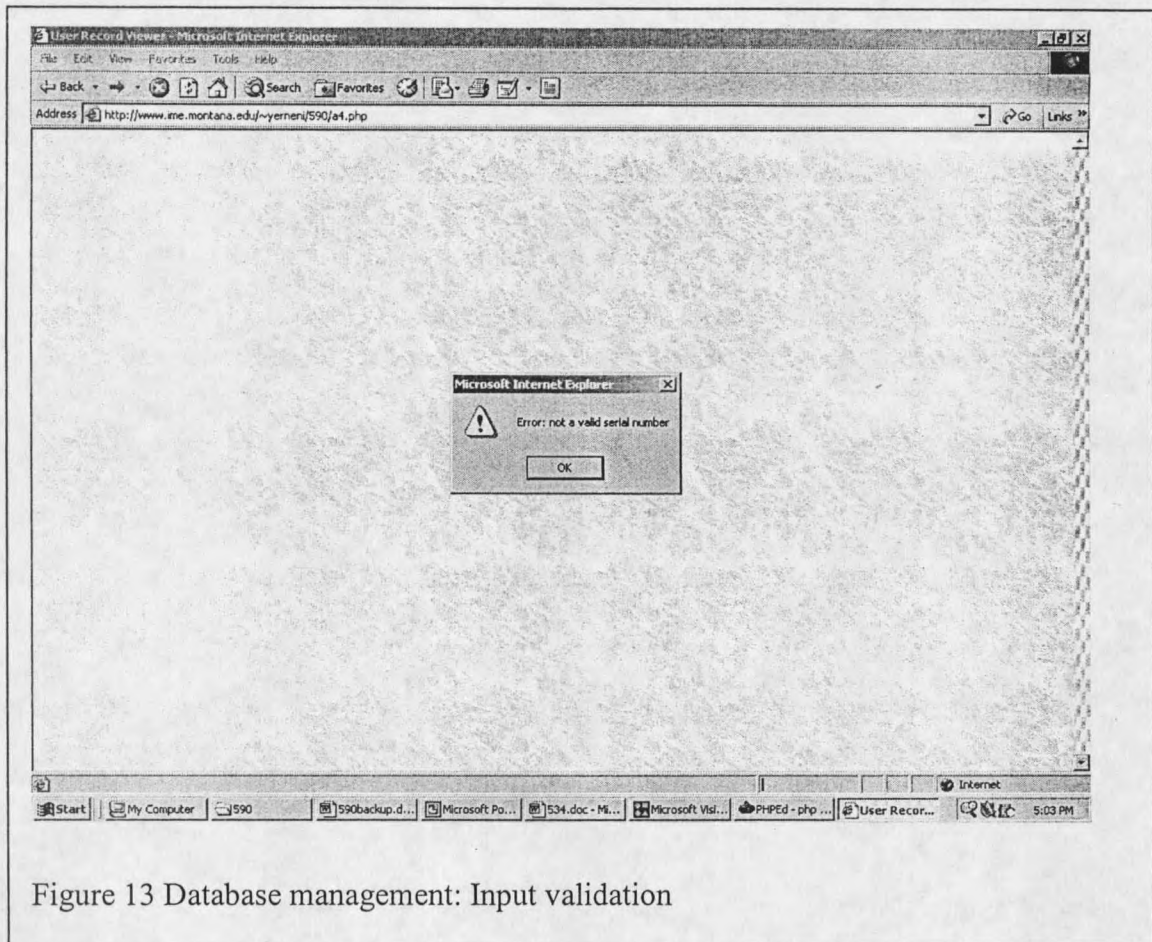 User Record Viewer - Microsoft Internet Explorer
File Edit View Favorites Tools Help
Back Search Favorites
Address http://www.ime.montana.edu/~yerneni/590/a4.php Go Links »
Microsoft Internet Explorer
Error: not a valid serial number
OK
Internet
Start My Computer 590 590backup.d... Microsoft Po... 534.doc - Mi... Microsoft Visi... PHPEd - php ... User Recor... 5:03 PM
Figure 13 Database management: Input validation